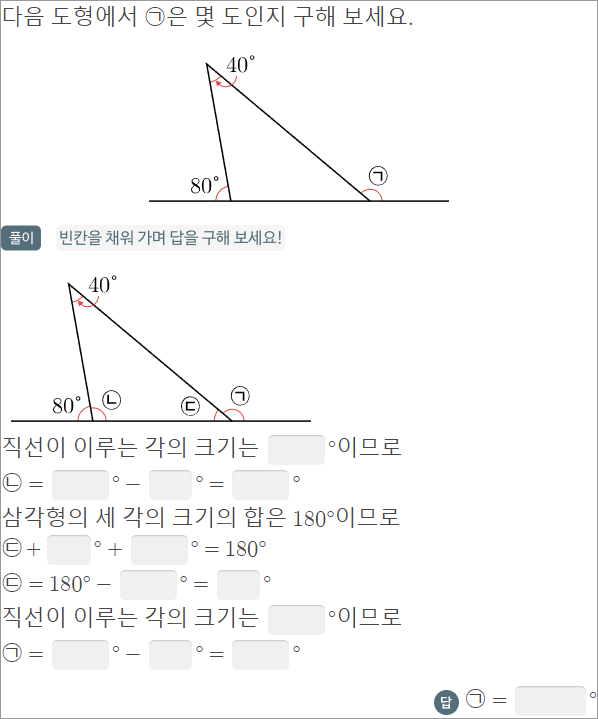 다음 도형에서 ㉠은 몇 도인지 구해 보세요.
40°
㉠
80°
풀이 빈칸을 채워 가며 답을 구해 보세요!
40°
80° ㉡ ㉢ ㉠
직선이 이루는 각의 크기는 °이므로
㉡ = ° − ° = °
삼각형의 세 각의 크기의 합은 180°이므로
㉢ + ° + ° = 180°
㉢ = 180° − ° = °
직선이 이루는 각의 크기는 °이므로
㉠ = ° − ° = °
답 ㉠ = °